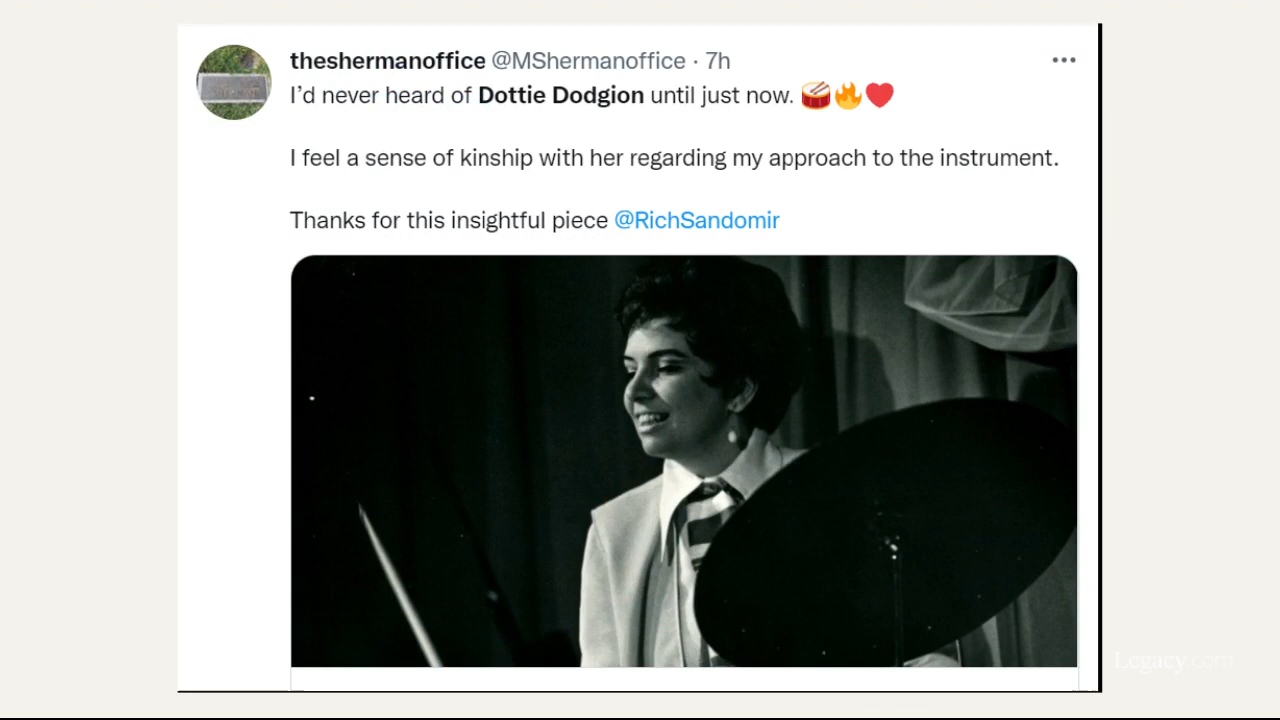 theshermanoffice @MShermanoffice · 7h
I’d never heard of Dottie Dodgion until just now. 🥁🔥❤️
I feel a sense of kinship with her regarding my approach to the instrument.
Thanks for this insightful piece @RichSandomir
Legacy.com